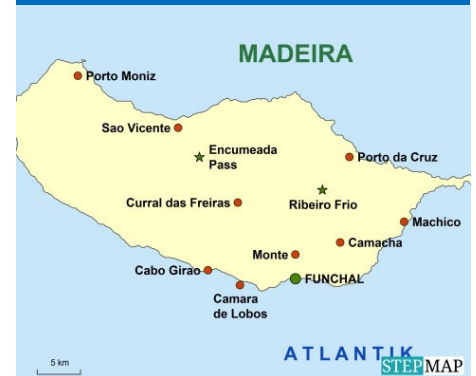 MADEIRA
Porto Moniz
Sao Vicente
Encumeada
Pass
Porto da Cruz
Curral das Freiras
Ribeiro Frio
Machico
Camacha
Monte
Cabo Girao
FUNCHAL
Camara
de Lobos
ATLANTIK
5 km
STEPMAP